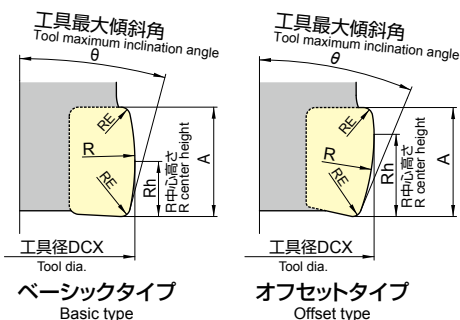 工具最大傾斜角
Tool maximum inclination angle
θ
RE
R
RE
Rh
R中心高さ
R center height
A
工具径DCX
Tool dia.
ベーシックタイプ
Basic type
工具最大傾斜角
Tool maximum inclination angle
θ
RE
R
RE
Rh
R中心高さ
R center height
A
工具径DCX
Tool dia.
オフセットタイプ
Offset type